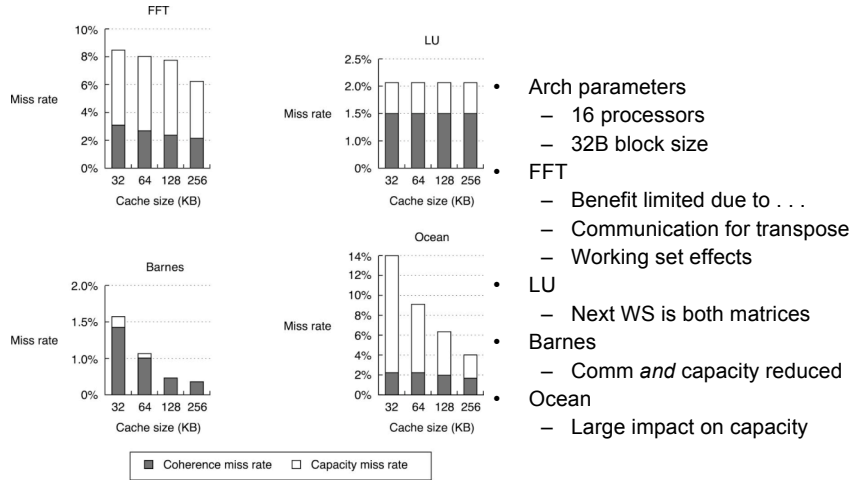 FFT
10%
8%
6%
4%
2%
0%
Miss rate
32 64 128 256
Cache size (KB)
LU
2.5%
2.0%
1.5%
1.0%
0%
Miss rate
32 64 128 256
Cache size (KB)
Barnes
2.0%
1.5%
1.0%
0%
Miss rate
32 64 128 256
Cache size (KB)
Ocean
14%
12%
10%
8%
6%
4%
2%
0%
Miss rate
32 64 128 256
Cache size (KB)
Coherence miss rate Capacity miss rate
• Arch parameters
– 16 processors
– 32B block size
• FFT
– Benefit limited due to . . .
– Communication for transpose
– Working set effects
• LU
– Next WS is both matrices
• Barnes
– Comm and capacity reduced
• Ocean
– Large impact on capacity